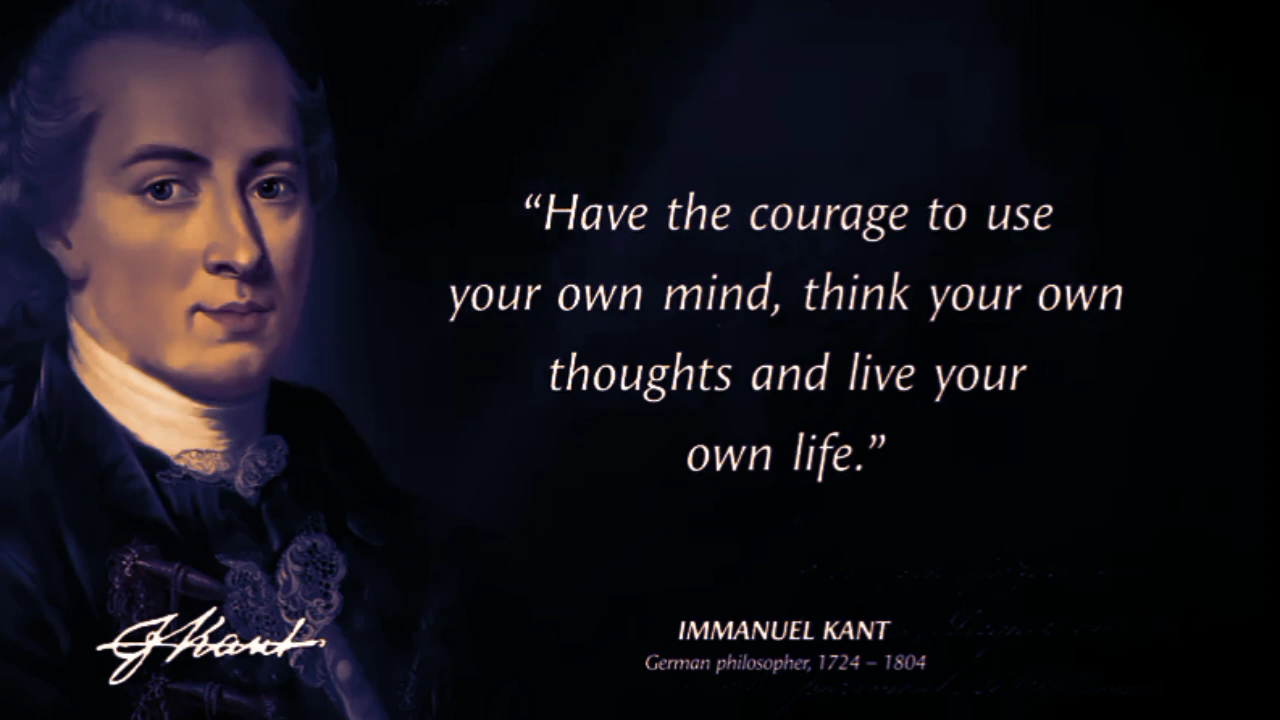 “Have the courage to use
your own mind, think your own
thoughts and live your
own life.”
IMMANUEL KANT
German philosopher, 1724 – 1804
JKant